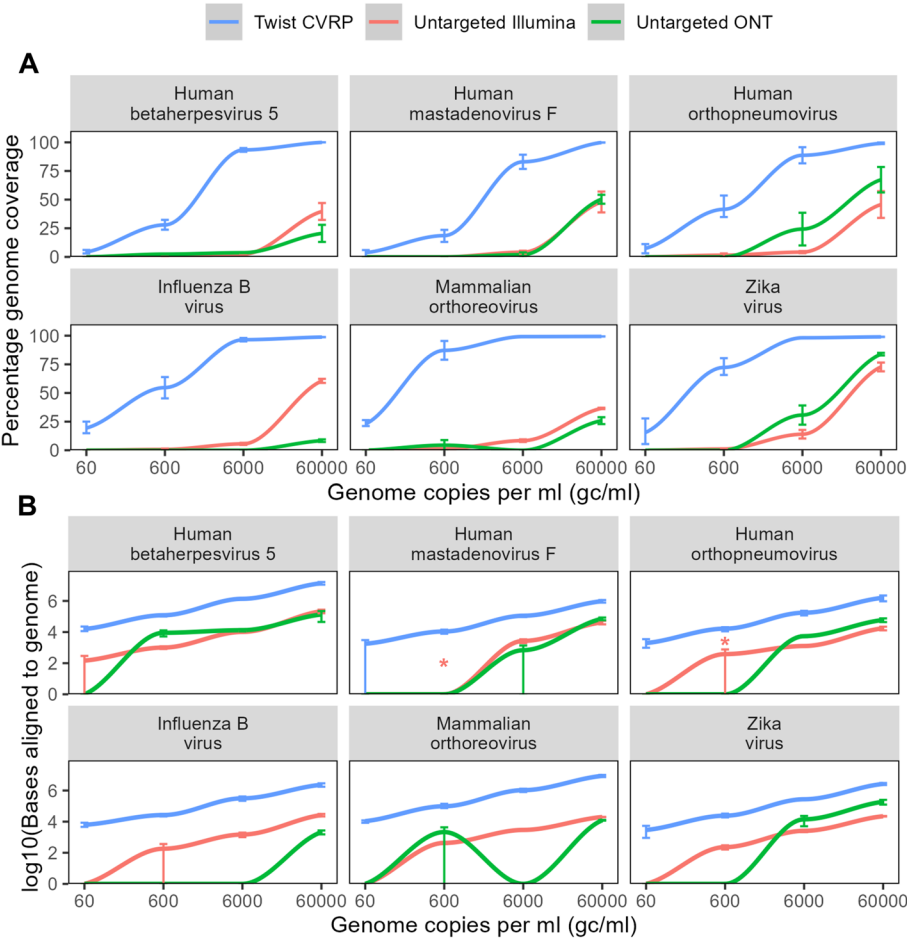 Twist CVRP Untargeted Illumina Untargeted ONT
A
Human betaherpesvirus 5
Human mastadenovirus F
Human orthopneumovirus
100
75
50
25
0
Influenza B virus
Mammalian orthoreovirus
Zika virus
100
75
50
25
0
Percentage genome coverage
60 600 6000 60000 60 600 6000 60000 60 600 6000 60000
Genome copies per ml (gc/ml)
B
Human betaherpesvirus 5
Human mastadenovirus F
Human orthopneumovirus
6
4
2
0
*
*
Influenza B virus
Mammalian orthoreovirus
Zika virus
6
4
2
0
log10(Bases aligned to genome)
60 600 6000 60000 60 600 6000 60000 60 600 6000 60000
Genome copies per ml (gc/ml)